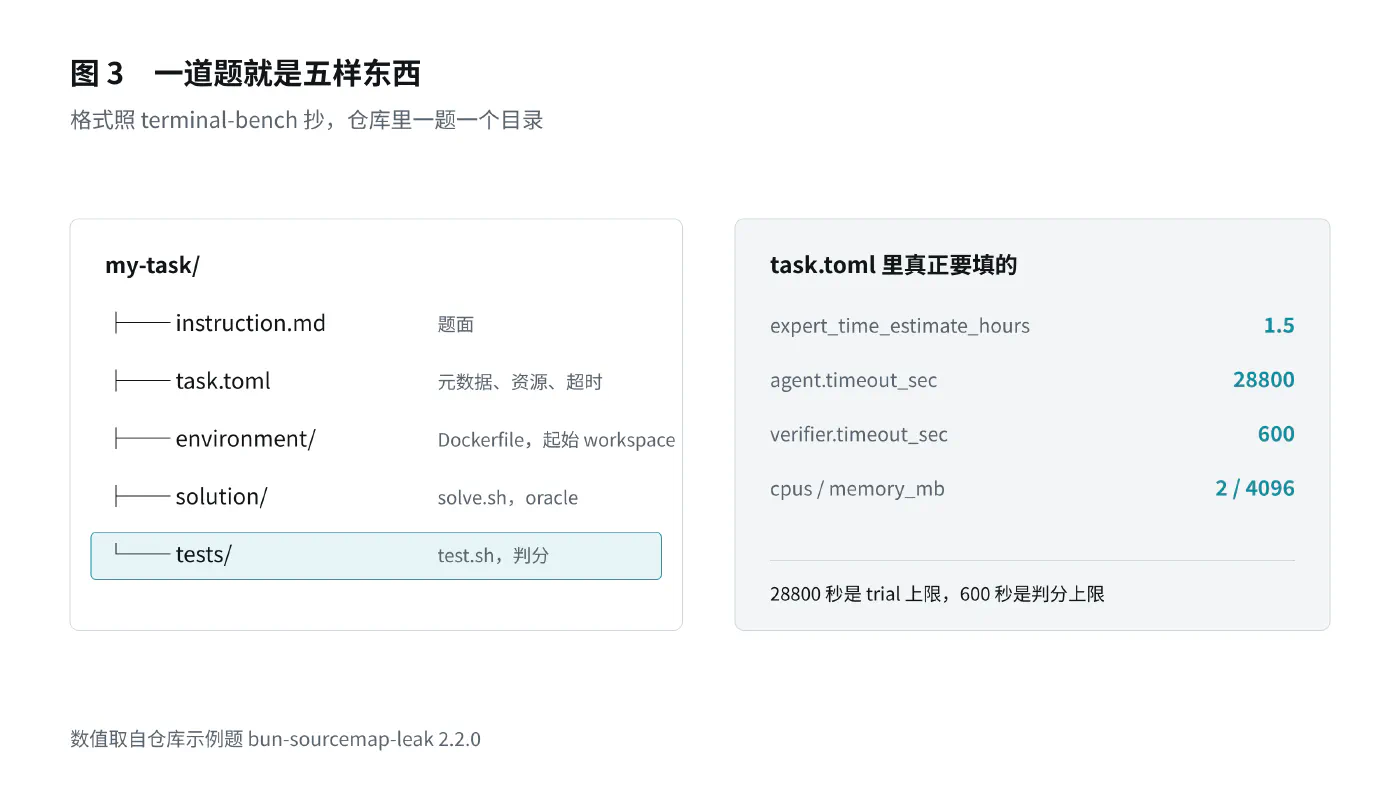 图 3 一道题就是五样东西
格式照 terminal-bench 抄，仓库里一题一个目录
my-task/
├── instruction.md 题面
├── task.toml 元数据、资源、超时
├── environment/ Dockerfile，起始 workspace
├── solution/ solve.sh，oracle
└── tests/ test.sh，判分
task.toml 里真正要填的
expert_time_estimate_hours 1.5
agent.timeout_sec 28800
verifier.timeout_sec 600
cpus / memory_mb 2 / 4096
28800 秒是 trial 上限，600 秒是判分上限
数值取自仓库示例题 bun-sourcemap-leak 2.2.0